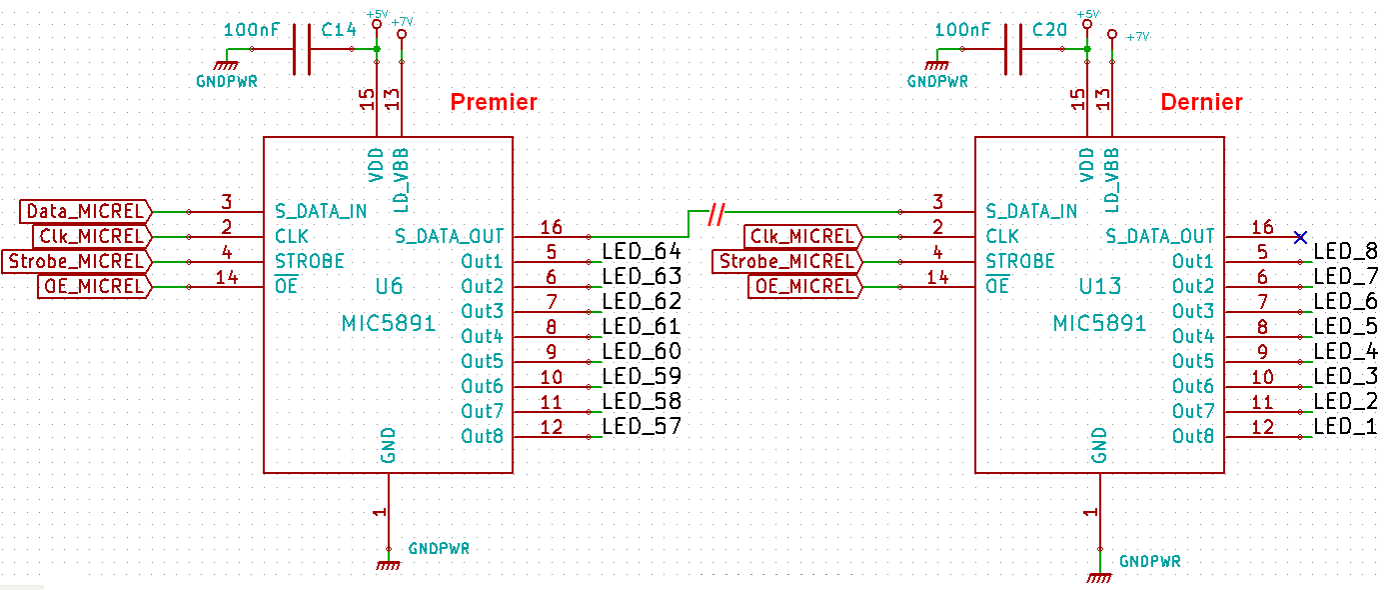 +5V
+7V
100nF
C14
GNDPWR
15
13
Premier
VDD
LD_VBB
Data_MICREL
3
S_DATA_IN
Clk_MICREL
2
CLK
S_DATA_OUT
16
Strobe_MICREL
4
STROBE
Out1
5
LED_64
OE_MICREL
14
OE
U6
Out2
6
LED_63
MIC5891
Out3
7
LED_62
Out4
8
LED_61
Out5
9
LED_60
Out6
10
LED_59
Out7
11
LED_58
Out8
12
LED_57
GND
1
GNDPWR
//
+5V
+7V
100nF
C20
GNDPWR
15
13
Dernier
VDD
LD_VBB
3
S_DATA_IN
Clk_MICREL
2
CLK
S_DATA_OUT
16
Strobe_MICREL
4
STROBE
Out1
5
LED_8
OE_MICREL
14
OE
U13
Out2
6
LED_7
MIC5891
Out3
7
LED_6
Out4
8
LED_5
Out5
9
LED_4
Out6
10
LED_3
Out7
11
LED_2
Out8
12
LED_1
GND
1
GNDPWR